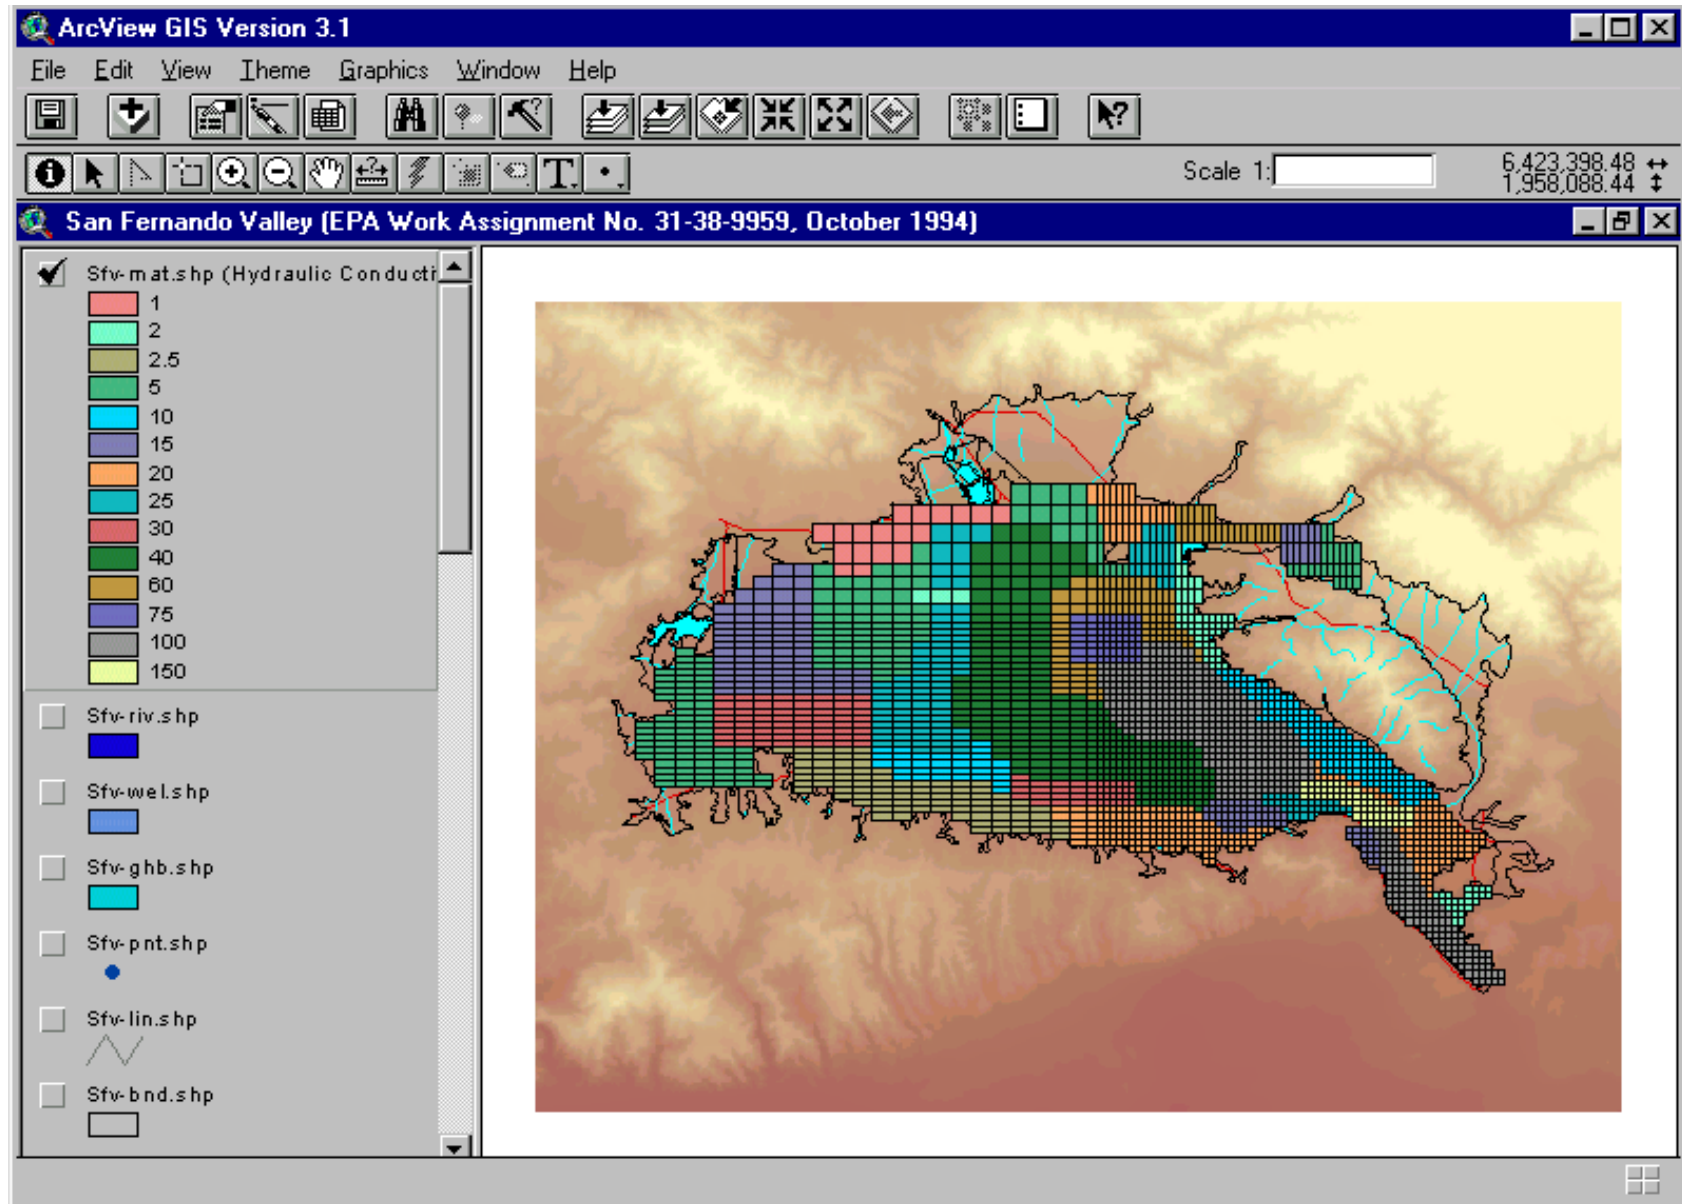 ArcView GIS Version 3.1
File Edit View Theme Graphics Window Help
Scale 1:
6,423,398.48
1,958,088.44
San Fernando Valley (EPA Work Assignment No. 31-38-9959, October 1994)
Sfv-mat.shp (Hydraulic Conducti
1
2
2.5
5
10
15
20
25
30
40
60
75
100
150
Sfv-riv.shp
Sfv-wel.shp
Sfv-ghb.shp
Sfv-pnt.shp
Sfv-lin.shp
Sfv-bnd.shp